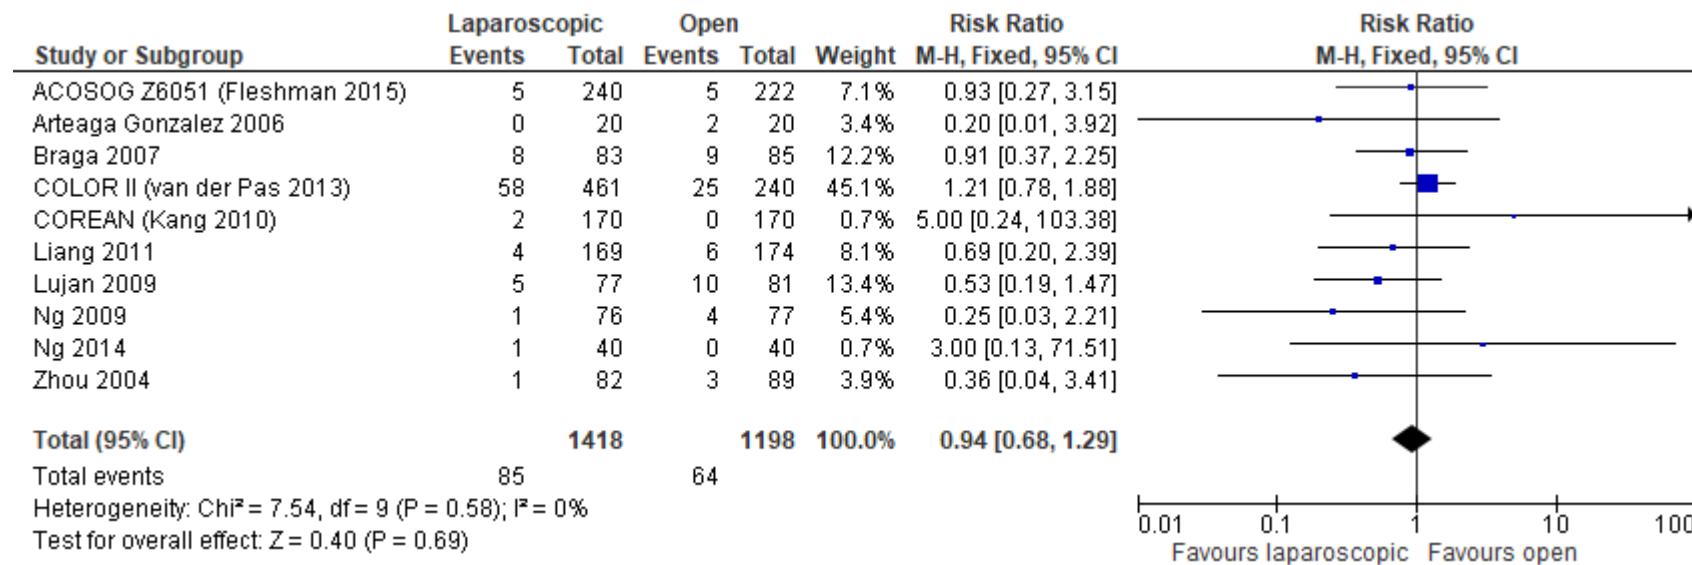 Laparoscopic Open Risk Ratio Risk Ratio
Study or Subgroup Events Total Events Total Weight M-H, Fixed, 95% CI M-H, Fixed, 95% CI
ACOSOG Z6051 (Fleshman 2015) 5 240 5 222 7.1% 0.93 [0.27, 3.15]
Arteaga Gonzalez 2006 0 20 2 20 3.4% 0.20 [0.01, 3.92]
Braga 2007 8 83 9 85 12.2% 0.91 [0.37, 2.25]
COLOR II (van der Pas 2013) 58 461 25 240 45.1% 1.21 [0.78, 1.88]
COREAN (Kang 2010) 2 170 0 170 0.7% 5.00 [0.24, 103.38]
Liang 2011 4 169 6 174 8.1% 0.69 [0.20, 2.39]
Lujan 2009 5 77 10 81 13.4% 0.53 [0.19, 1.47]
Ng 2009 1 76 4 77 5.4% 0.25 [0.03, 2.21]
Ng 2014 1 40 0 40 0.7% 3.00 [0.13, 71.51]
Zhou 2004 1 82 3 89 3.9% 0.36 [0.04, 3.41]
Total (95% CI) 1418 1198 100.0% 0.94 [0.68, 1.29]
Total events 85 64
Heterogeneity: Chi² = 7.54, df = 9 (P = 0.58); I² = 0%
Test for overall effect: Z = 0.40 (P = 0.69)
0.01 0.1 1 10 100
Favours laparoscopic Favours open